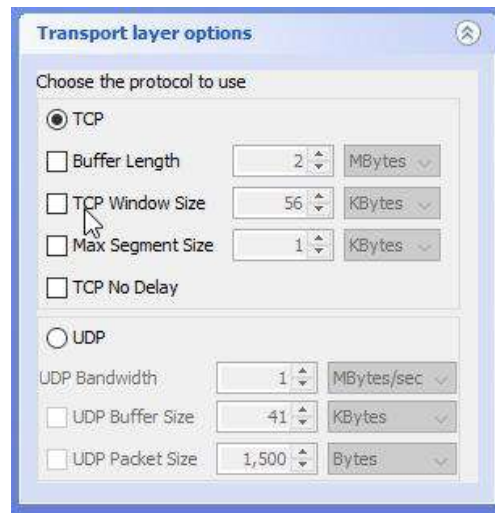 Transport layer options
Choose the protocol to use
TCP
Buffer Length 2 MBytes
TCP Window Size 56 KBytes
Max Segment Size 1 KBytes
TCP No Delay
UDP
UDP Bandwidth 1 MBytes/sec
UDP Buffer Size 41 KBytes
UDP Packet Size 1,500 Bytes